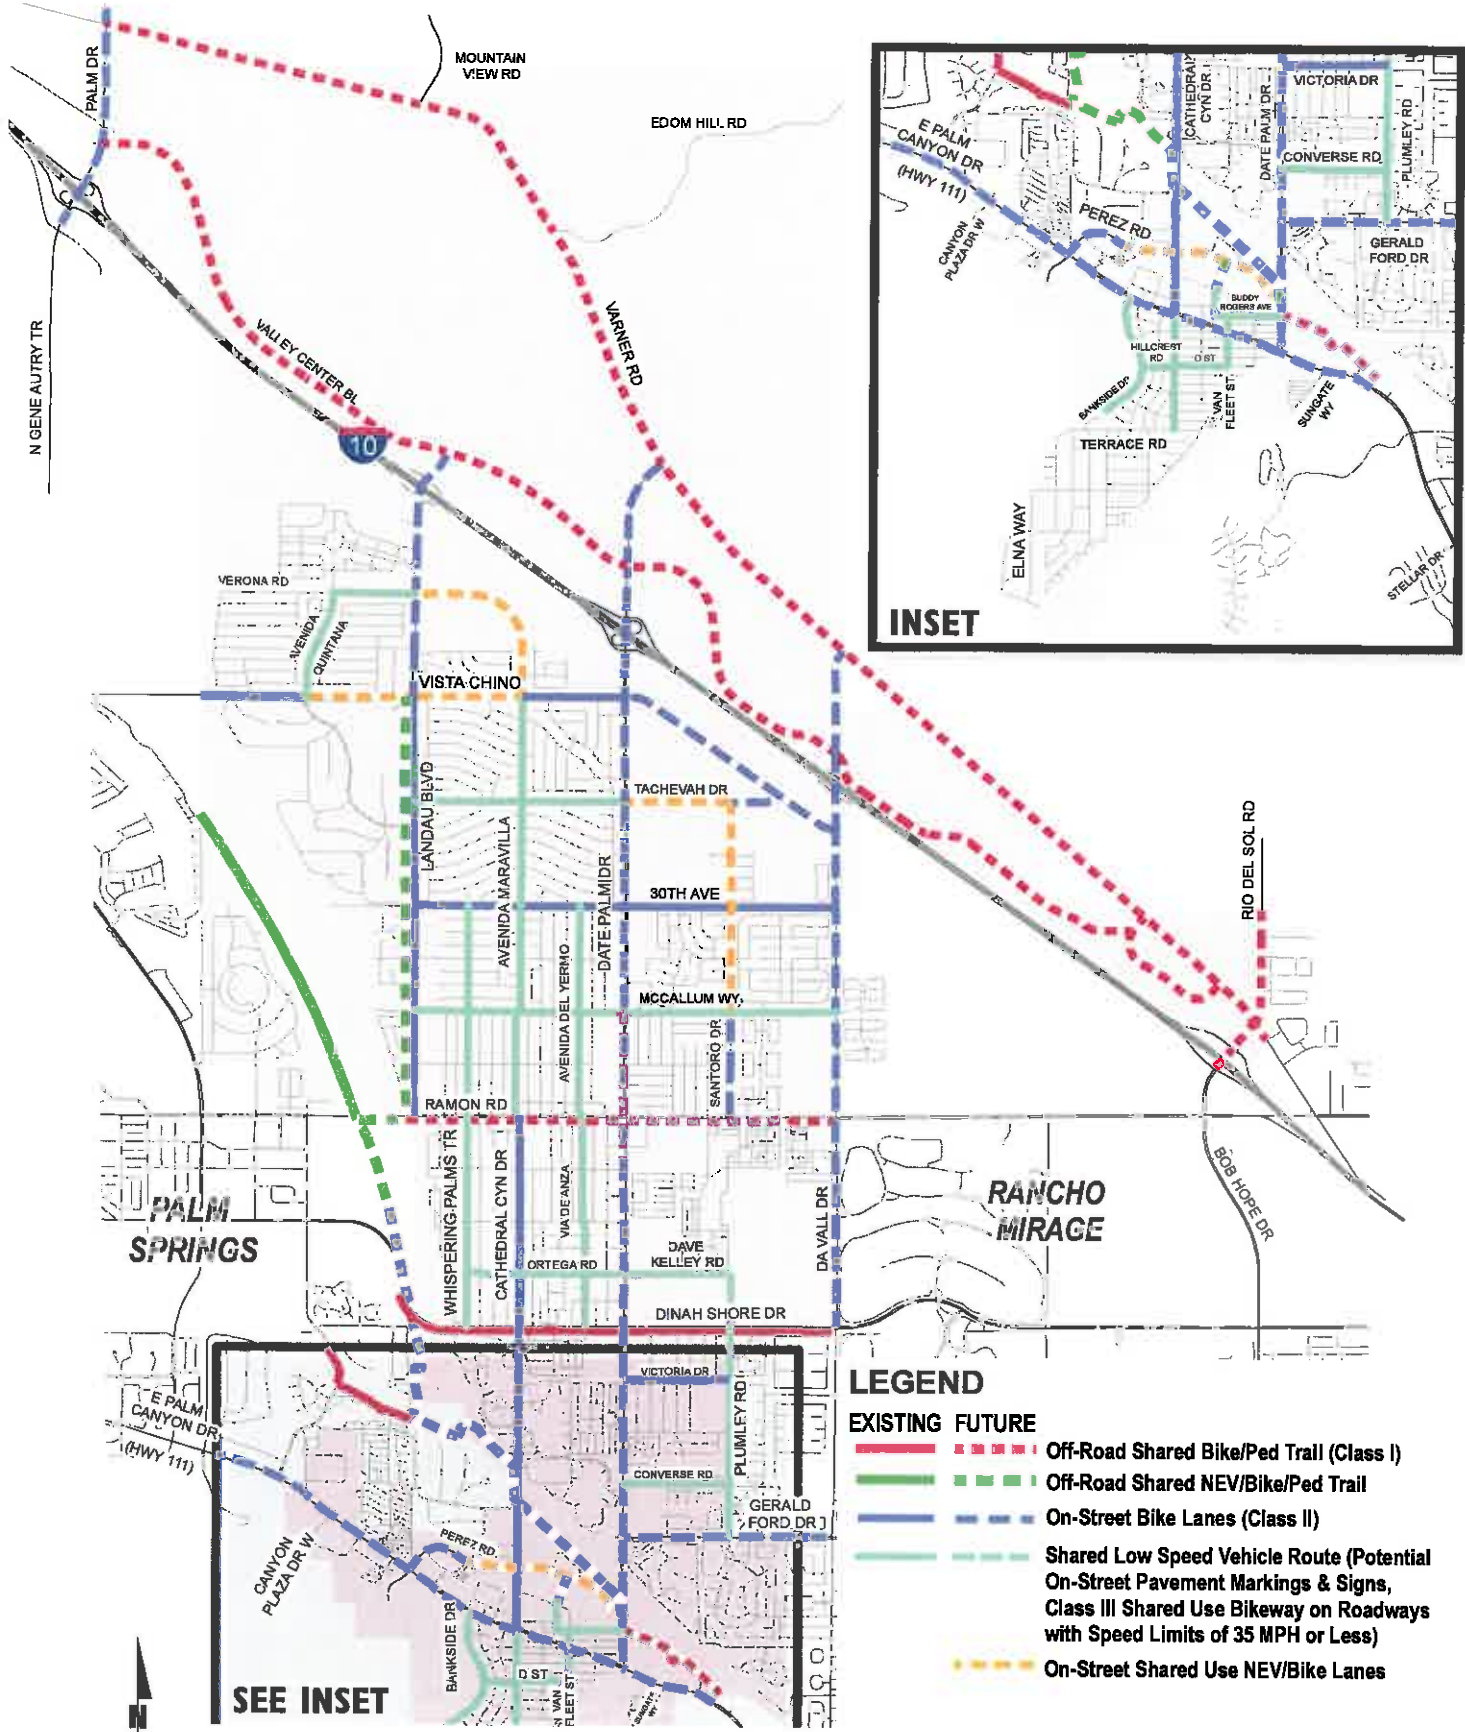 PALM DR
MOUNTAIN
VIEW RD
EDOM HILL RD
N GENE AUTRY TR
VALLEY CENTER BL
VARNER RD
10
VERONA RD
AVENIDA
QUINTANA
VISTA CHINO
LANDAU BLVD
TACHEVAH DR
AVENIDA MARAVILLA
DATE PALM DR
30TH AVE
AVENIDA DEL YERMO
MCCALLUM WY
SANTORO DR
RAMON RD
RIO DEL SOL RD
BOB HOPE DR
PALM
SPRINGS
RANCHO
MIRAGE
WHISPERING PALMS TR
CATHEDRAL CYN DR
VIA DE ANZA
ORTEGA RD
DAVE
KELLEY RD
DA VALL DR
DINAH SHORE DR
VICTORIA DR
PLUMLEY RD
CONVERSE RD
GERALD
FORD DR
E PALM
CANYON DR
(HWY 111)
CANYON
PLAZA DR W
PEREZ RD
BANKSIDE DR
D ST
VAN
FLEET ST
SUNGATE
WY
SEE INSET
N
E PALM
CANYON DR
(HWY 111)
CANYON
PLAZA DR W
PEREZ RD
CATHEDRAL
CYN DR
DATE PALM DR
VICTORIA DR
PLUMLEY RD
CONVERSE RD
GERALD
FORD DR
BUDDY
ROGERS AVE
HILLCREST
RD
D ST
BANKSIDE DR
VAN
FLEET ST
SUNGATE
WY
TERRACE RD
ELNA WAY
STELLAR DR
INSET
LEGEND
EXISTING FUTURE
Off-Road Shared Bike/Ped Trail (Class I)
Off-Road Shared NEV/Bike/Ped Trail
On-Street Bike Lanes (Class II)
Shared Low Speed Vehicle Route (Potential
On-Street Pavement Markings & Signs,
Class III Shared Use Bikeway on Roadways
with Speed Limits of 35 MPH or Less)
On-Street Shared Use NEV/Bike Lanes